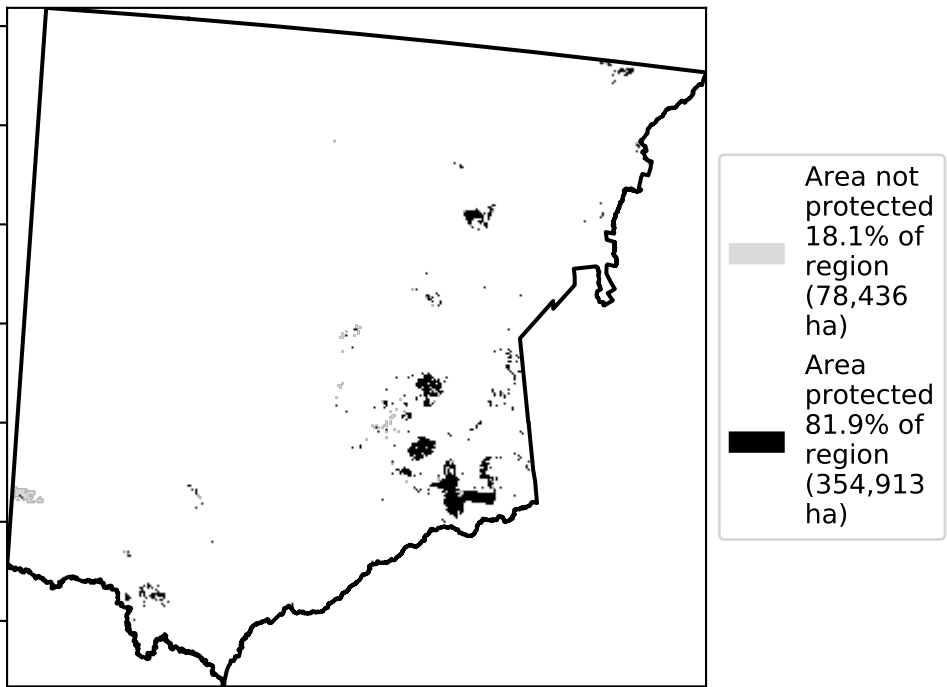 Area not
protected
18.1% of
region
(78,436
ha)
Area
protected
81.9% of
region
(354,913
ha)